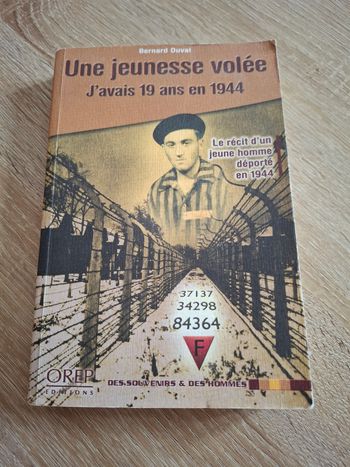 Bernard Duval
Une jeunesse volée
J'avais 19 ans en 1944
Le récit d'un
jeune homme
déporté
en 1944
37137
34298
84364
F
OREP
EDITIONS
DES SOUVENIRS & DES HOMMES